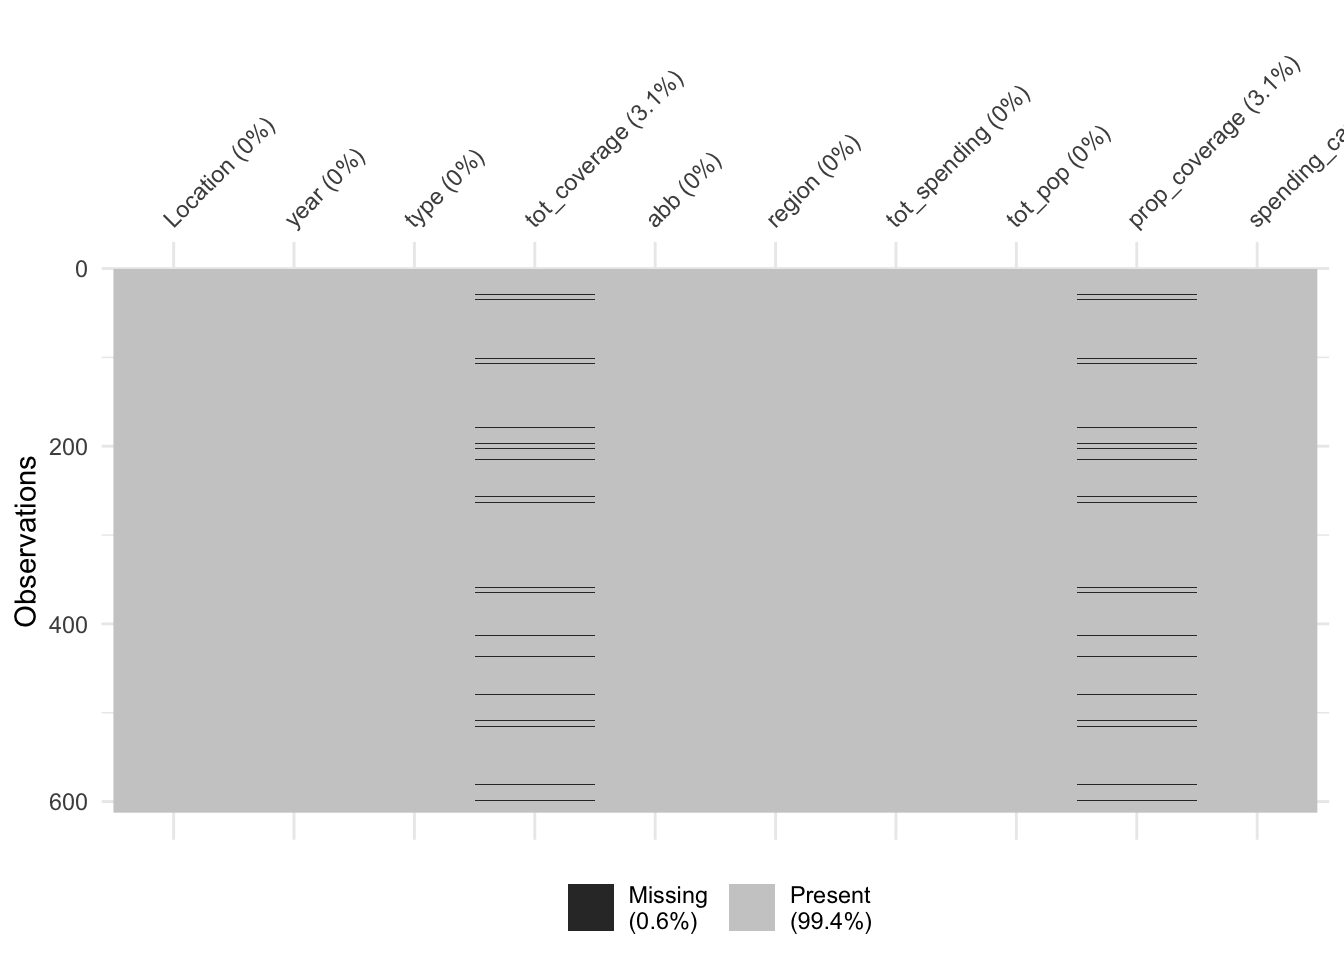 Location (0%)
year (0%)
type (0%)
tot_coverage (3.1%)
abb (0%)
region (0%)
tot_spending (0%)
tot_pop (0%)
prop_coverage (3.1%)
spending_ca
0
200
400
600
Observations
Missing
(0.6%)
Present
(99.4%)